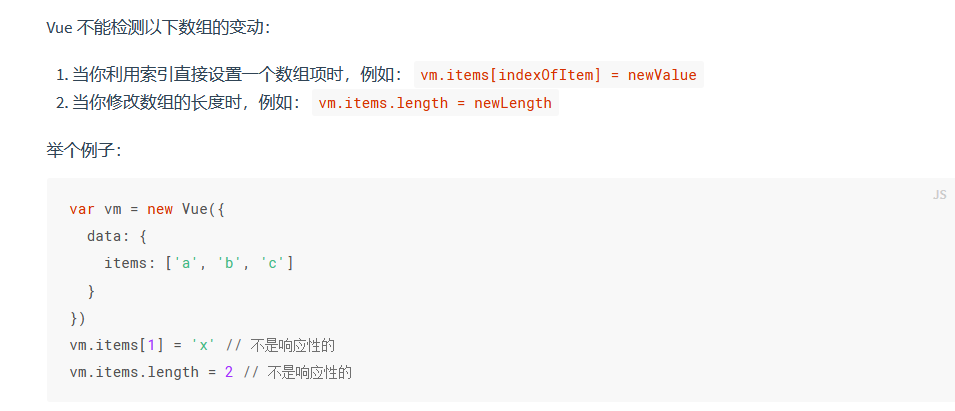 Vue 不能检测以下数组的变动：
1. 当你利用索引直接设置一个数组项时，例如： vm.items[indexOfItem] = newValue
2. 当你修改数组的长度时，例如： vm.items.length = newLength
举个例子：
JS
var vm = new Vue({
  data: {
    items: ['a', 'b', 'c']
  }
})
vm.items[1] = 'x' // 不是响应性的
vm.items.length = 2 // 不是响应性的